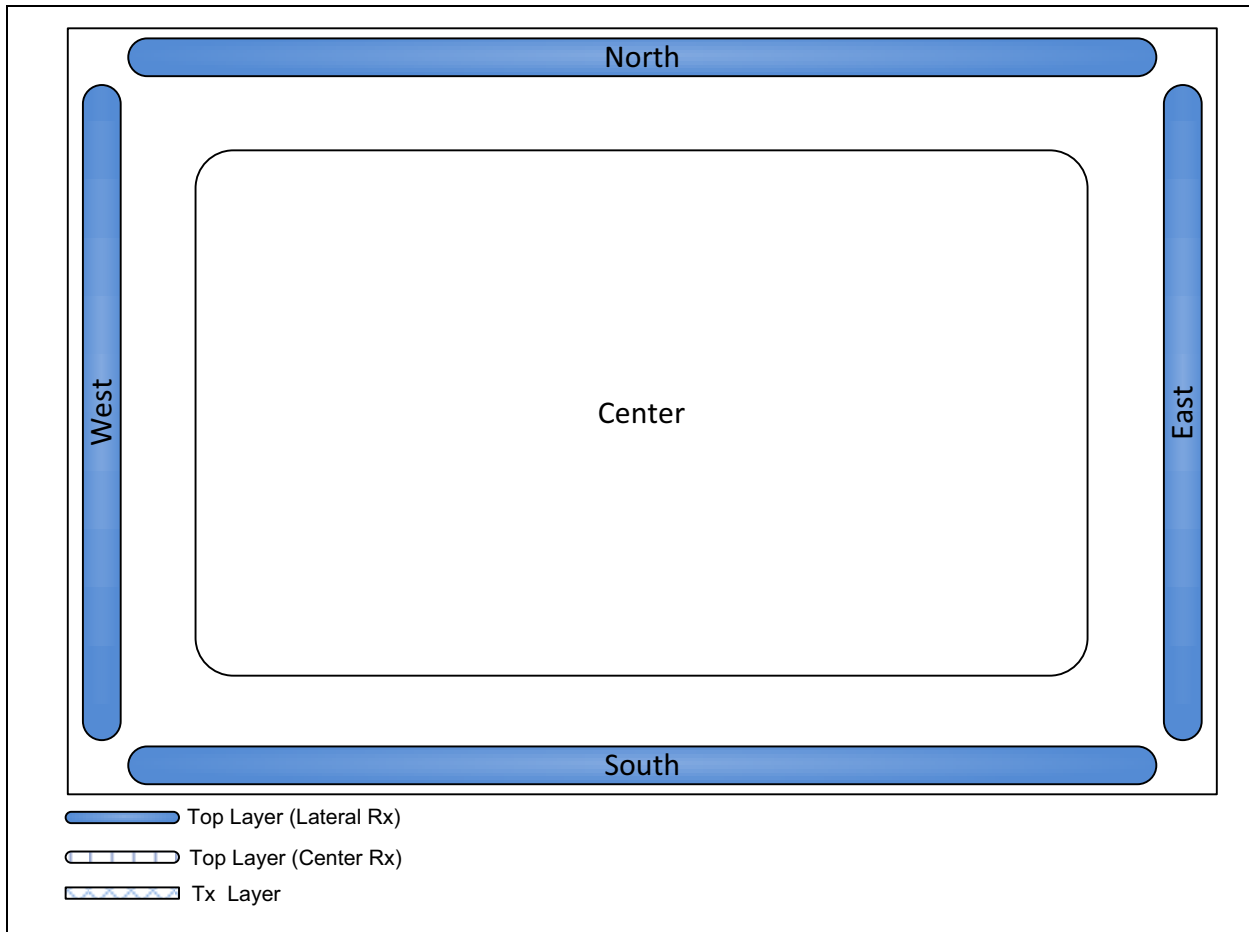 North
West
Center
East
South
Top Layer (Lateral Rx)
Top Layer (Center Rx)
Tx Layer